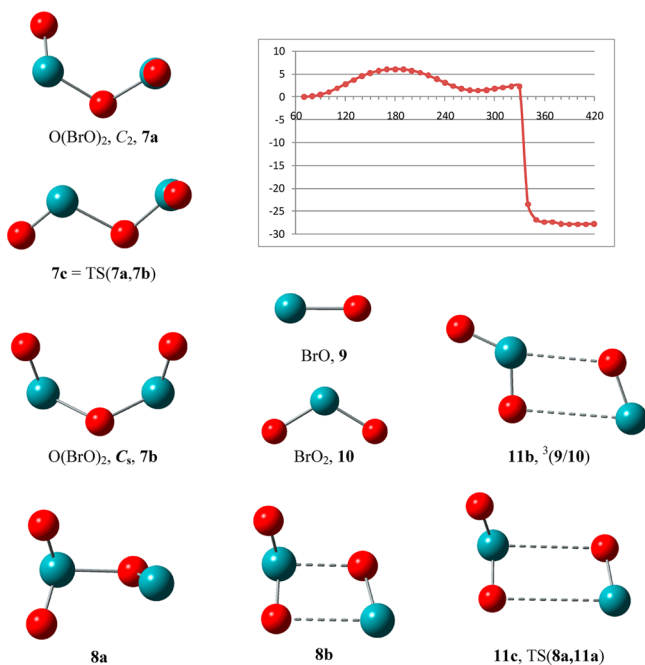 O(BrO)₂, C₂, 7a
10
5
0
-5
-10
-15
-20
-25
-30
60 120 180 240 300 360 420
7c = TS(7a,7b)
BrO, 9
O(BrO)₂, Cₛ, 7b
BrO₂, 10
11b, ³(9/10)
8a
8b
11c, TS(8a,11a)